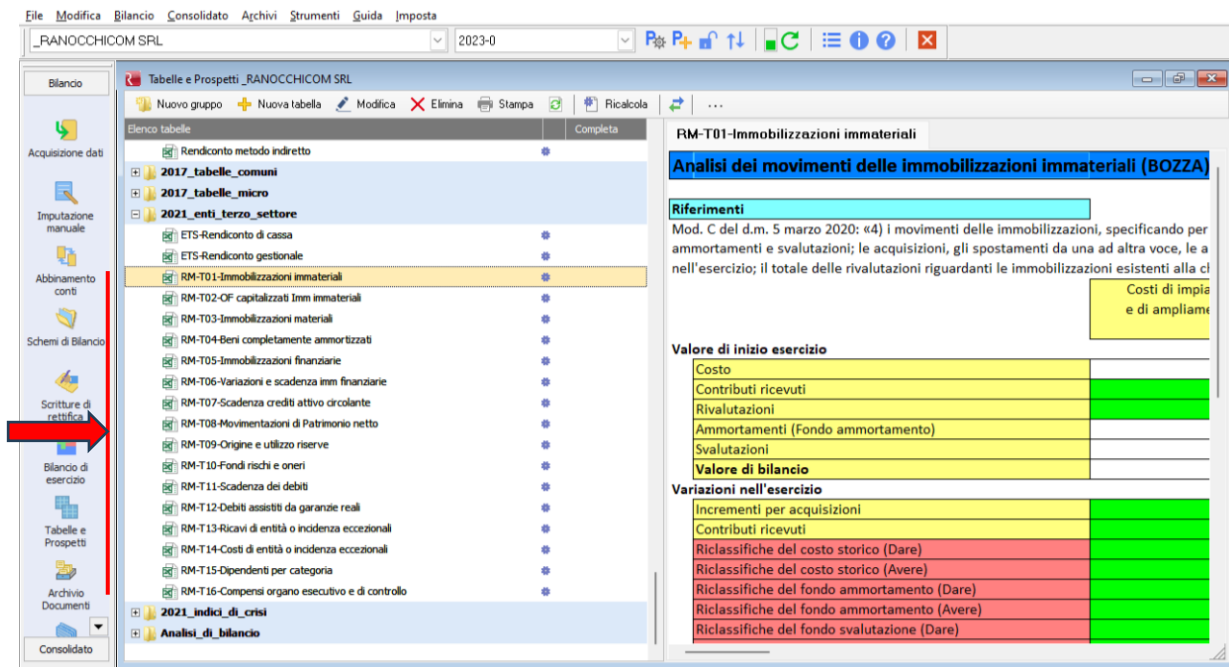 File Modifica Bilancio Consolidato Archivi Strumenti Guida Imposta
_RANOCCHICOM SRL 2023-0
Bilancio
Acquisizione dati
Imputazione manuale
Abbinamento conti
Schemi di Bilancio
Scritture di rettifica
Bilancio di esercizio
Tabelle e Prospetti
Archivio Documenti
Consolidato
Tabelle e Prospetti _RANOCCHICOM SRL
Nuovo gruppo Nuova tabella Modifica Elimina Stampa Ricalcola ...
Elenco tabelle Completa
Rendiconto metodo indiretto
2017_tabelle_comuni
2017_tabelle_micro
2021_enti_terzo_settore
ETS-Rendiconto di cassa
ETS-Rendiconto gestionale
RM-T01-Immobilizzazioni immateriali
RM-T02-OF capitalizzati Imm immateriali
RM-T03-Immobilizzazioni materiali
RM-T04-Beni completamente ammortizzati
RM-T05-Immobilizzazioni finanziarie
RM-T06-Variazioni e scadenza imm finanziarie
RM-T07-Scadenza crediti attivo circolante
RM-T08-Movimentazioni di Patrimonio netto
RM-T09-Origine e utilizzo riserve
RM-T10-Fondi rischi e oneri
RM-T11-Scadenza dei debiti
RM-T12-Debiti assistiti da garanzie reali
RM-T13-Ricavi di entità o incidenza eccezionali
RM-T14-Costi di entità o incidenza eccezionali
RM-T15-Dipendenti per categoria
RM-T16-Compensi organo esecutivo e di controllo
2021_indici_di_crisi
Analisi_di_bilancio
RM-T01-Immobilizzazioni immateriali
Analisi dei movimenti delle immobilizzazioni immateriali (BOZZA)
Riferimenti
Mod. C del d.m. 5 marzo 2020: «4) i movimenti delle immobilizzazioni, specificando per
ammortamenti e svalutazioni; le acquisizioni, gli spostamenti da una ad altra voce, le a
nell'esercizio; il totale delle rivalutazioni riguardanti le immobilizzazioni esistenti alla ch
Costi di impia
e di ampliame
Valore di inizio esercizio
Costo
Contributi ricevuti
Rivalutazioni
Ammortamenti (Fondo ammortamento)
Svalutazioni
Valore di bilancio
Variazioni nell'esercizio
Incrementi per acquisizioni
Contributi ricevuti
Riclassifiche del costo storico (Dare)
Riclassifiche del costo storico (Avere)
Riclassifiche del fondo ammortamento (Dare)
Riclassifiche del fondo ammortamento (Avere)
Riclassifiche del fondo svalutazione (Dare)